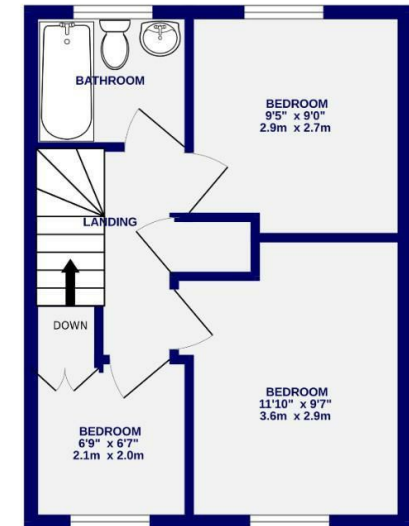 BATHROOM
BEDROOM
9'5" x 9'0"
2.9m x 2.7m
LANDING
DOWN
BEDROOM
11'10" x 9'7"
3.6m x 2.9m
BEDROOM
6'9" x 6'7"
2.1m x 2.0m